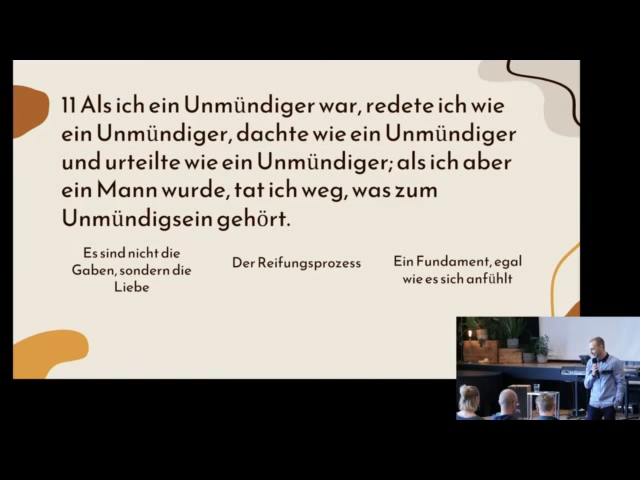 11 Als ich ein Unmündiger war, redete ich wie
ein Unmündiger, dachte wie ein Unmündiger
und urteilte wie ein Unmündiger; als ich aber
ein Mann wurde, tat ich weg, was zum
Unmündigsein gehört.
Es sind nicht die
Gaben, sondern die
Liebe
Der Reifungsprozess
Ein Fundament, egal
wie es sich anfühlt